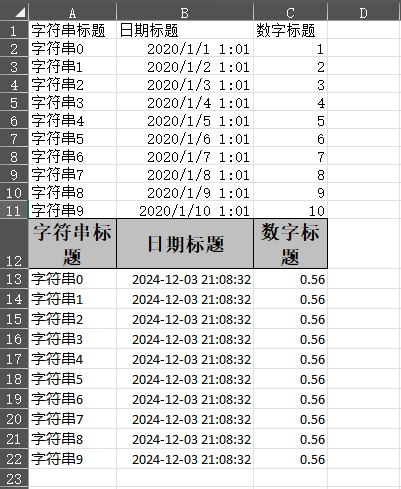 A B C D
1 字符串标题 日期标题 数字标题
2 字符串0 2020/1/1 1:01 1
3 字符串1 2020/1/2 1:01 2
4 字符串2 2020/1/3 1:01 3
5 字符串3 2020/1/4 1:01 4
6 字符串4 2020/1/5 1:01 5
7 字符串5 2020/1/6 1:01 6
8 字符串6 2020/1/7 1:01 7
9 字符串7 2020/1/8 1:01 8
10 字符串8 2020/1/9 1:01 9
11 字符串9 2020/1/10 1:01 10
12 字符串标题 日期标题 数字标题
13 字符串0 2024-12-03 21:08:32 0.56
14 字符串1 2024-12-03 21:08:32 0.56
15 字符串2 2024-12-03 21:08:32 0.56
16 字符串3 2024-12-03 21:08:32 0.56
17 字符串4 2024-12-03 21:08:32 0.56
18 字符串5 2024-12-03 21:08:32 0.56
19 字符串6 2024-12-03 21:08:32 0.56
20 字符串7 2024-12-03 21:08:32 0.56
21 字符串8 2024-12-03 21:08:32 0.56
22 字符串9 2024-12-03 21:08:32 0.56
23